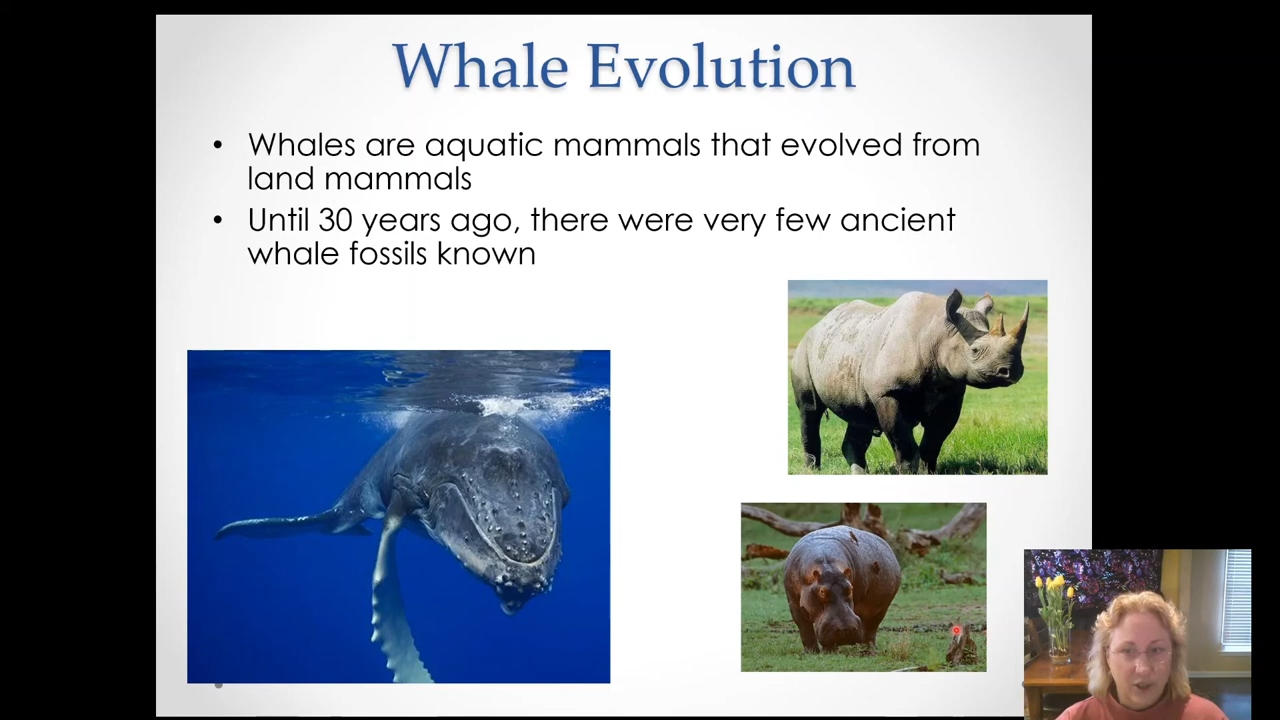 Whale Evolution
• Whales are aquatic mammals that evolved from
land mammals
• Until 30 years ago, there were very few ancient
whale fossils known